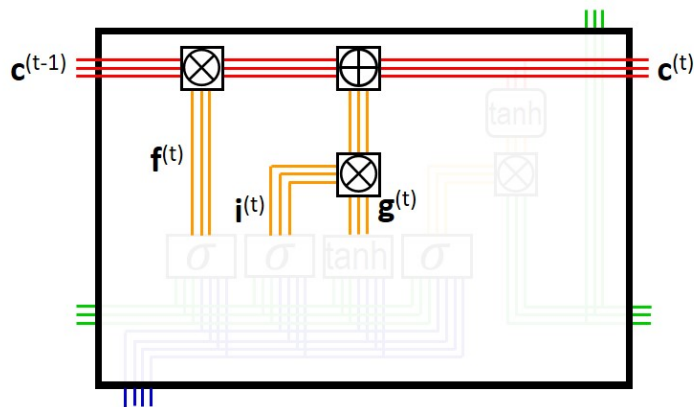 c(t-1)
c(t)
tanh
f(t)
i(t)
g(t)
σ
σ
tanh
σ